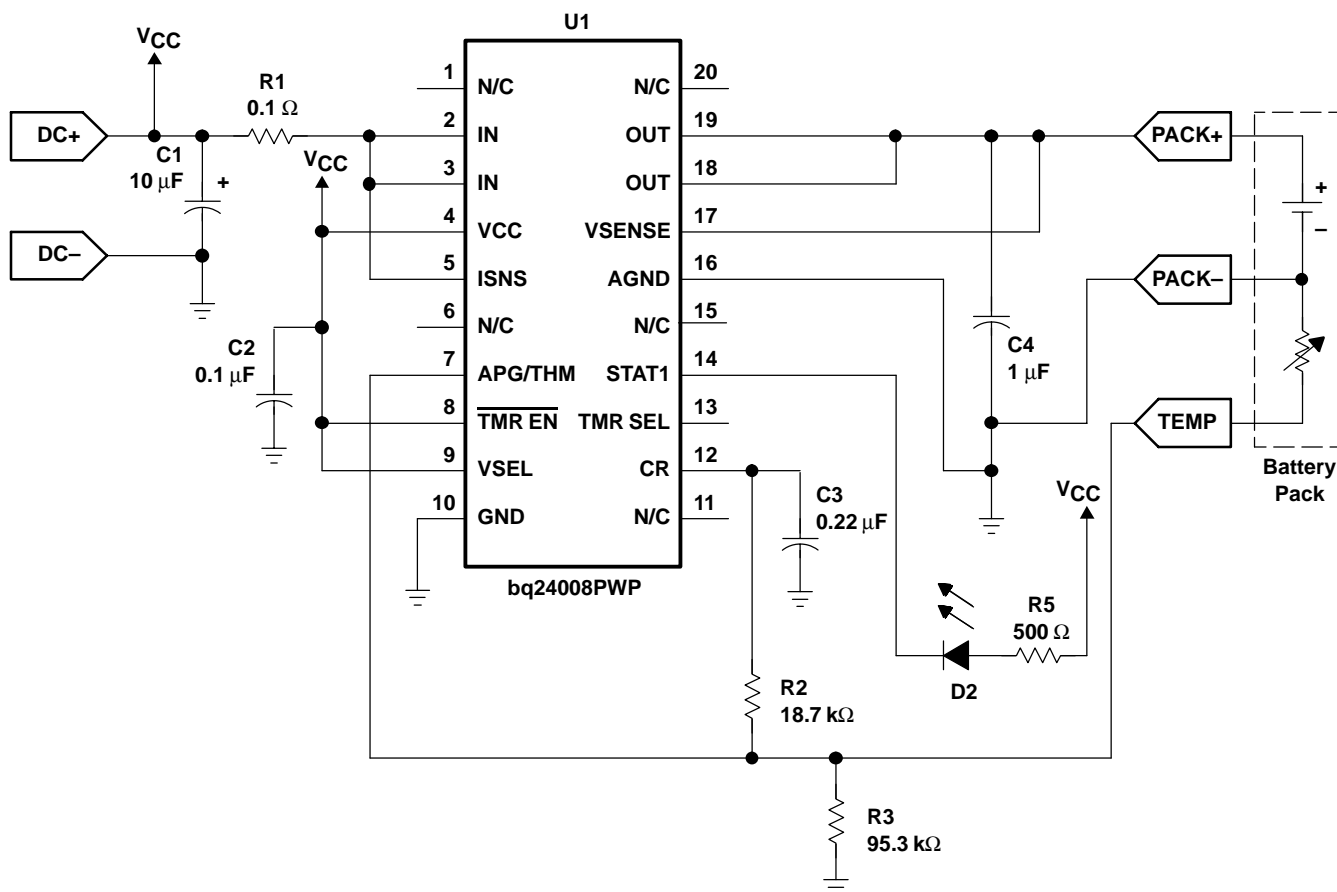 U1
VCC
R1
0.1 Ω
DC+
C1
10 μF
+
DC–
VCC
C2
0.1 μF
1 N/C
2 IN
3 IN
4 VCC
5 ISNS
6 N/C
7 APG/THM
8 TMR EN
9 VSEL
10 GND
N/C 20
OUT 19
OUT 18
VSENSE 17
AGND 16
N/C 15
STAT1 14
TMR SEL 13
CR 12
N/C 11
bq24008PWP
C3
0.22 μF
C4
1 μF
PACK+
PACK–
TEMP
+
–
Battery
Pack
VCC
R5
500 Ω
D2
R2
18.7 kΩ
R3
95.3 kΩ